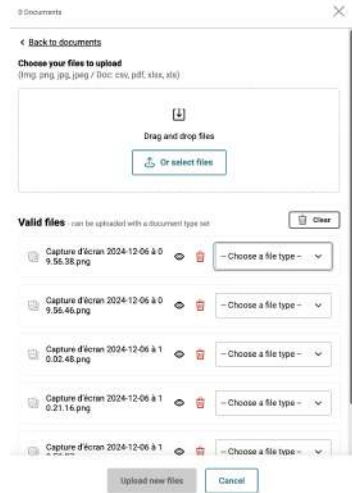 0 Documents
Back to documents
Choose your files to upload
(Img: png, jpg, jpeg / Doc: csv, pdf, xlsx, xls)
Drag and drop files
Or select files
Valid files - can be uploaded with a document type set
Clear
Capture d'écran 2024-12-06 à 0
9.56.38.png
-- Choose a file type --
Capture d'écran 2024-12-06 à 0
9.56.46.png
-- Choose a file type --
Capture d'écran 2024-12-06 à 1
0.02.48.png
-- Choose a file type --
Capture d'écran 2024-12-06 à 1
0.21.16.png
-- Choose a file type --
Capture d'écran 2024-12-06 à 1
-- Choose a file type --
Upload new files
Cancel